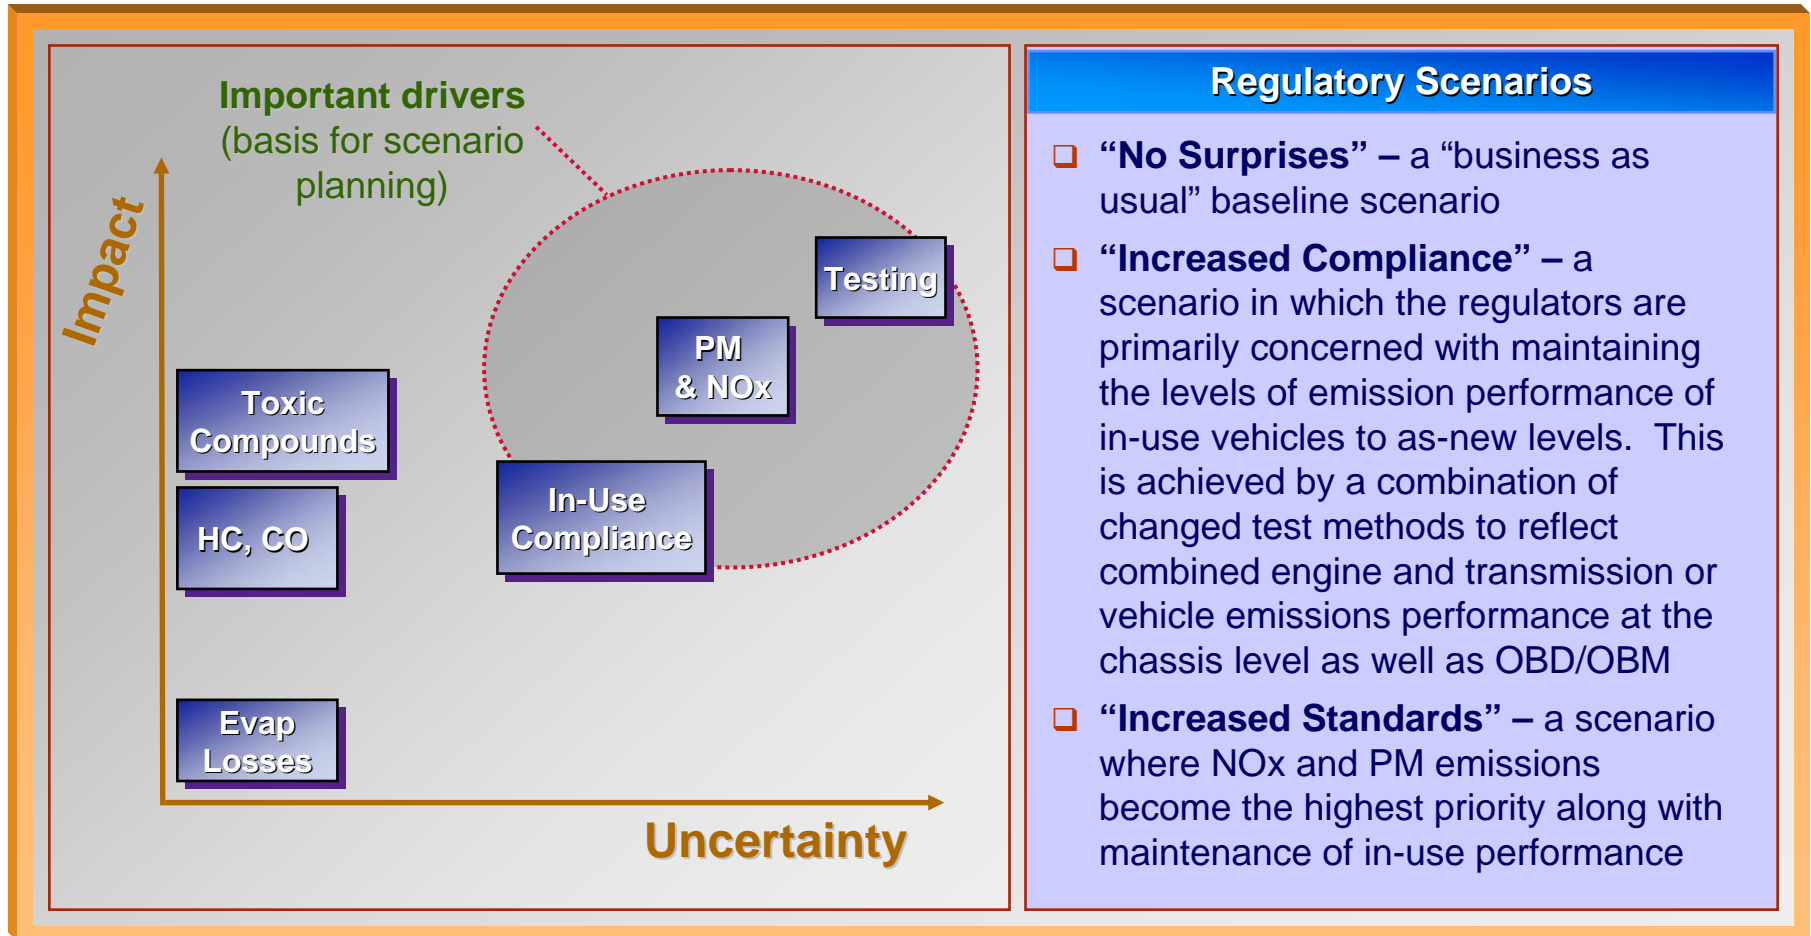 Important drivers
(basis for scenario
planning)
Impact
Testing
PM
& NOx
Toxic
Compounds
In-Use
Compliance
HC, CO
Evap
Losses
Uncertainty
Regulatory Scenarios
“No Surprises” – a “business as
usual” baseline scenario
“Increased Compliance” – a
scenario in which the regulators are
primarily concerned with maintaining
the levels of emission performance of
in-use vehicles to as-new levels.  This
is achieved by a combination of
changed test methods to reflect
combined engine and transmission or
vehicle emissions performance at the
chassis level as well as OBD/OBM
“Increased Standards” – a scenario
where NOx and PM emissions
become the highest priority along with
maintenance of in-use performance